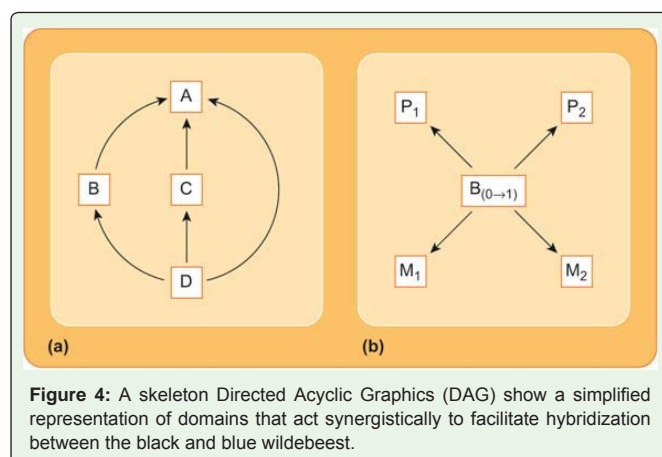 A
B
C
D
(a)
P1
P2
B(0→1)
M1
M2
(b)
Figure 4: A skeleton Directed Acyclic Graphics (DAG) show a simplified
representation of domains that act synergistically to facilitate hybridization
between the black and blue wildebeest.